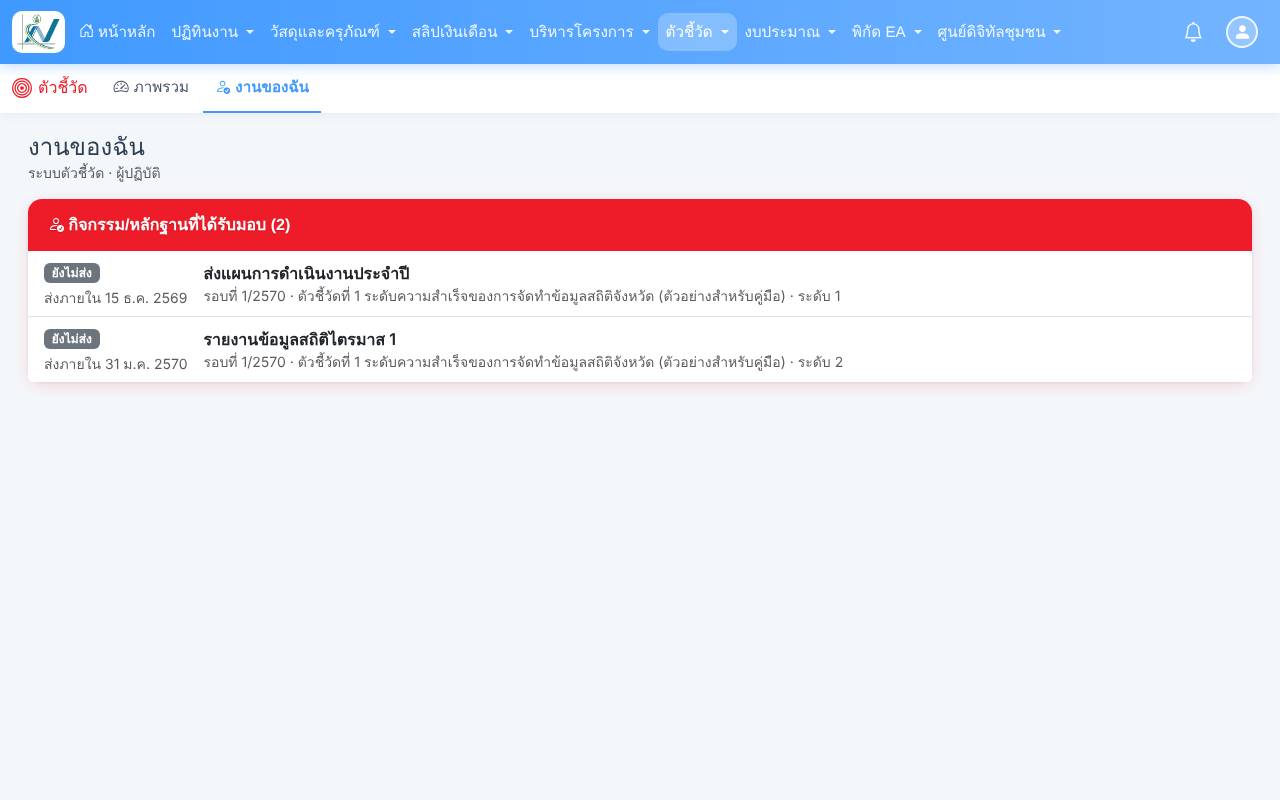 หน้าหลัก ปฏิทินงาน วัสดุและครุภัณฑ์ สลิปเงินเดือน บริหารโครงการ ตัวชี้วัด งบประมาณ พิกัด EA ศูนย์ดิจิทัลชุมชน
ตัวชี้วัด ภาพรวม งานของฉัน
งานของฉัน
ระบบตัวชี้วัด · ผู้ปฏิบัติ
กิจกรรม/หลักฐานที่ได้รับมอบ (2)
ยังไม่ส่ง ส่งแผนการดำเนินงานประจำปี
ส่งภายใน 15 ธ.ค. 2569 รอบที่ 1/2570 · ตัวชี้วัดที่ 1 ระดับความสำเร็จของการจัดทำข้อมูลสถิติจังหวัด (ตัวอย่างสำหรับคู่มือ) · ระดับ 1
ยังไม่ส่ง รายงานข้อมูลสถิติไตรมาส 1
ส่งภายใน 31 ม.ค. 2570 รอบที่ 1/2570 · ตัวชี้วัดที่ 1 ระดับความสำเร็จของการจัดทำข้อมูลสถิติจังหวัด (ตัวอย่างสำหรับคู่มือ) · ระดับ 2